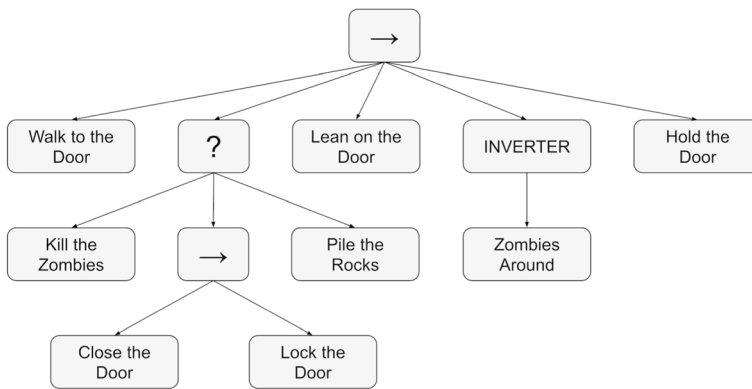 →
Walk to the
Door
?
Lean on the
Door
INVERTER
Hold the
Door
Kill the
Zombies
→
Pile the
Rocks
Zombies
Around
Close the
Door
Lock the
Door